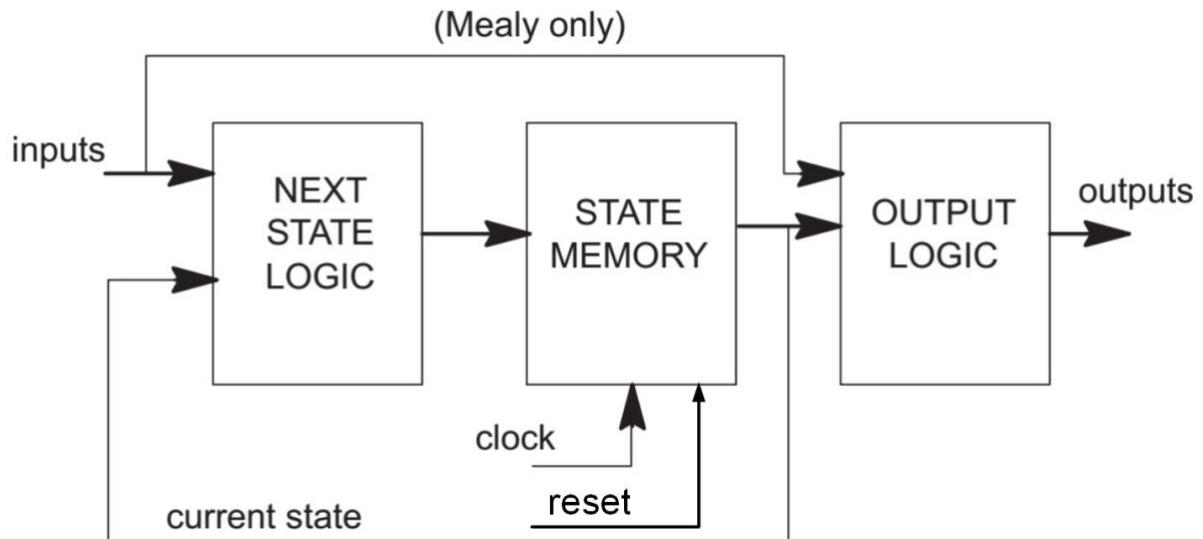 (Mealy only)
inputs
NEXT
STATE
LOGIC
STATE
MEMORY
OUTPUT
LOGIC
outputs
clock
reset
current state